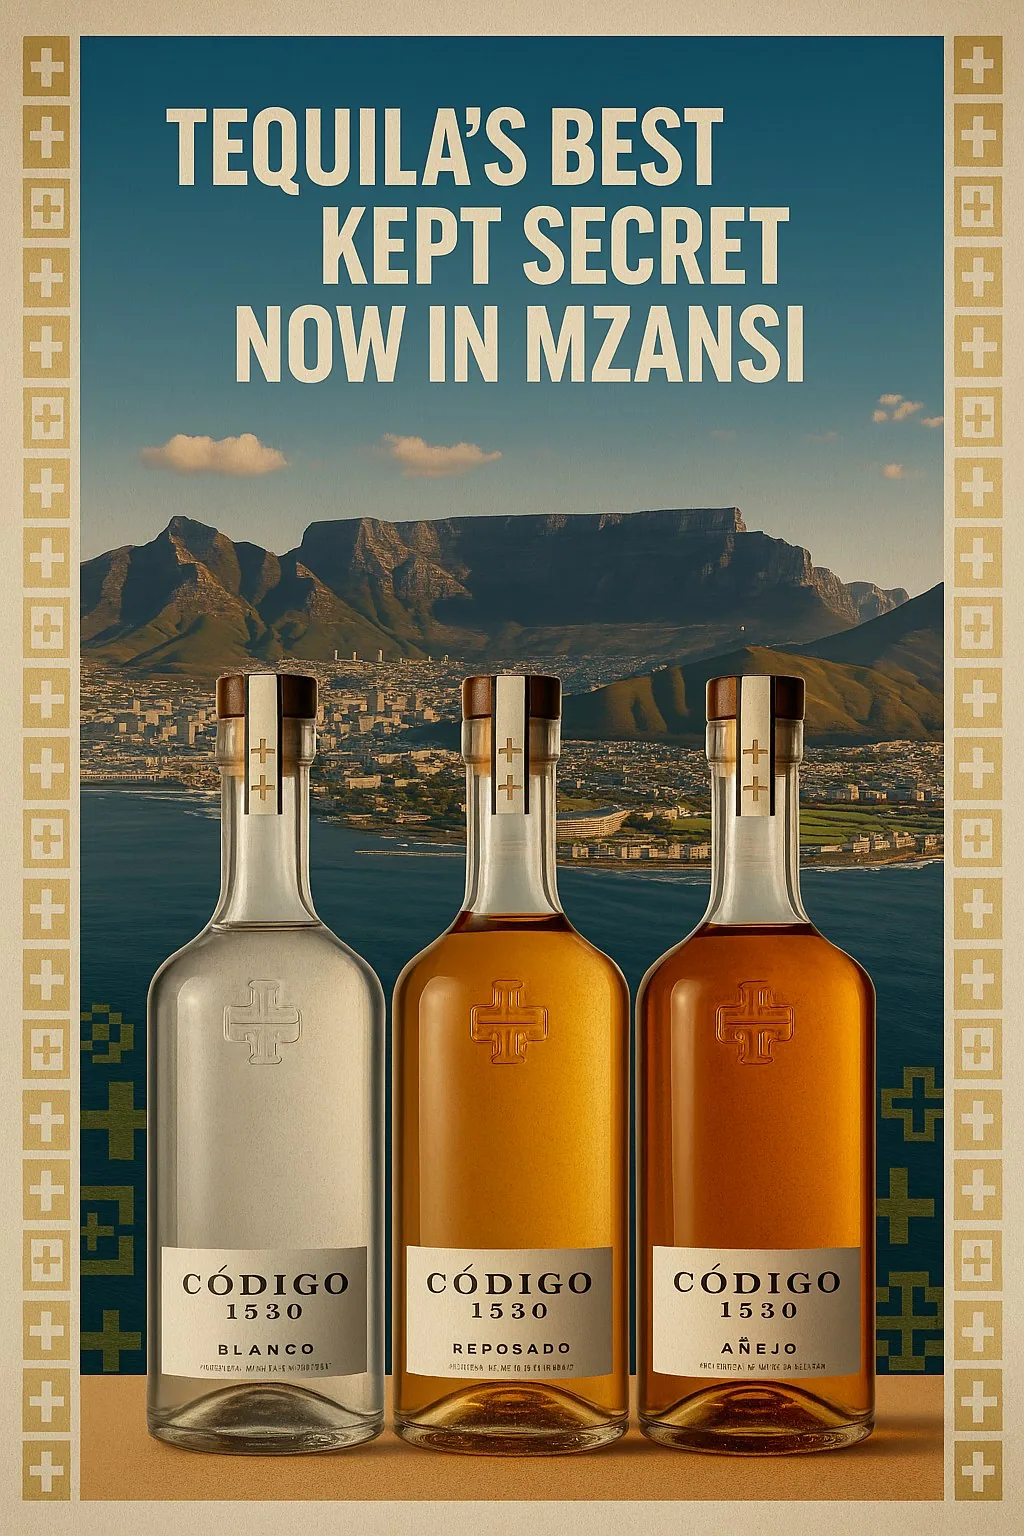 TEQUILA'S BEST
KEPT SECRET
NOW IN MZANSI
CÓDIGO
1530
BLANCO
CÓDIGO
1530
REPOSADO
CÓDIGO
1530
AÑEJO